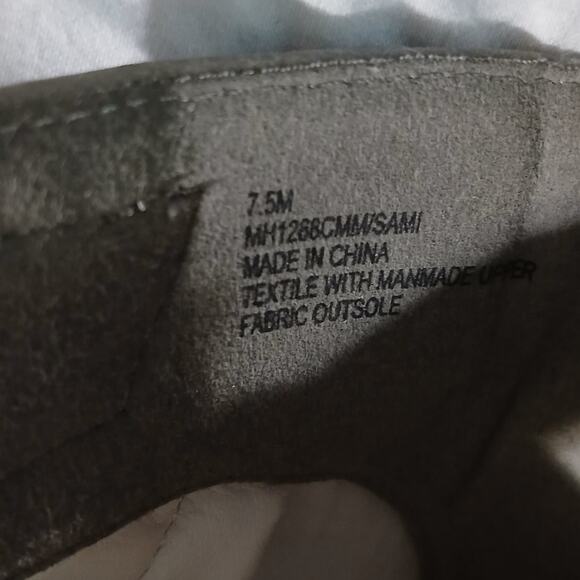 7.5M
MH1288CMM/SAMI
MADE IN CHINA
TEXTILE WITH MANMADE UPPER
FABRIC OUTSOLE